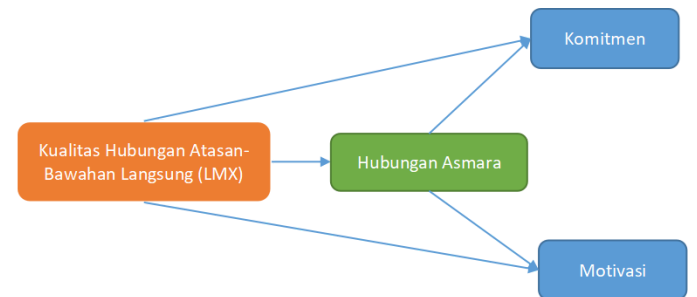 Komitmen
Kualitas Hubungan Atasan-
Bawahan Langsung (LMX)
Hubungan Asmara
Motivasi